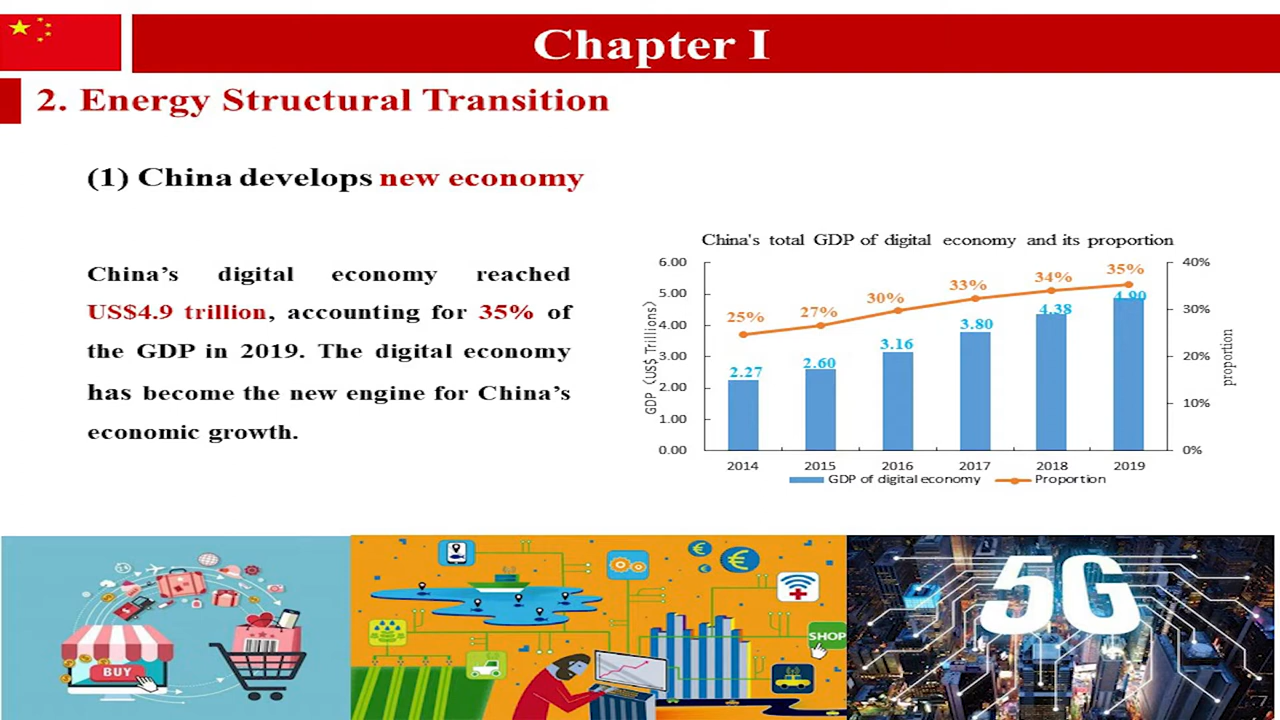 Chapter I
2. Energy Structural Transition
(1) China develops new economy
China's digital economy reached
US$4.9 trillion, accounting for 35% of
the GDP in 2019. The digital economy
has become the new engine for China's
economic growth.
China's total GDP of digital economy and its proportion
GDP (US$ Trillions)
6.00
5.00
4.00
3.00
2.00
1.00
0.00
25% 27% 30% 33% 34% 35%
2.27 2.60 3.16 3.80 4.38 4.90
40%
30%
20%
10%
0%
proportion
2014 2015 2016 2017 2018 2019
GDP of digital economy Proportion
BUY
SHOP
5G